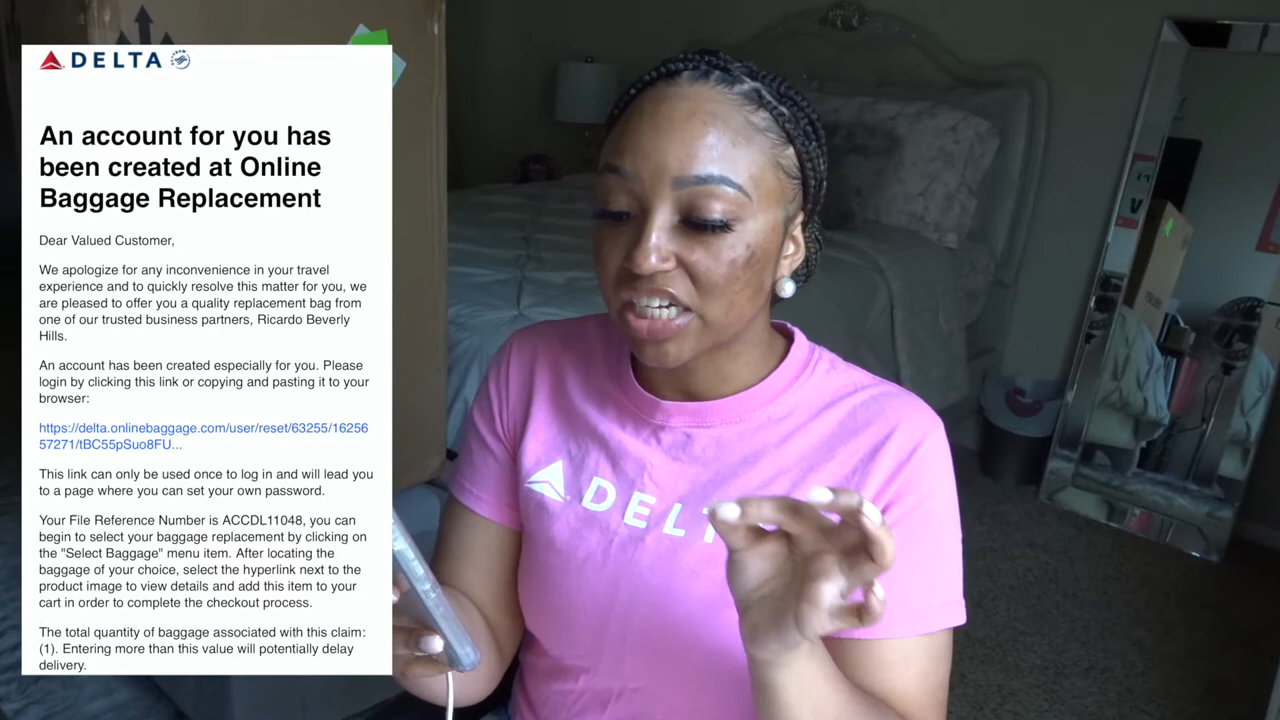 DELTA
An account for you has
been created at Online
Baggage Replacement
Dear Valued Customer,
We apologize for any inconvenience in your travel
experience and to quickly resolve this matter for you, we
are pleased to offer you a quality replacement bag from
one of our trusted business partners, Ricardo Beverly
Hills.
An account has been created especially for you. Please
login by clicking this link or copying and pasting it to your
browser:
https://delta.onlinebaggage.com/user/reset/63255/16256
57271/tBC55pSuo8FU...
This link can only be used once to log in and will lead you
to a page where you can set your own password.
Your File Reference Number is ACCDL11048, you can
begin to select your baggage replacement by clicking on
the "Select Baggage" menu item. After locating the
baggage of your choice, select the hyperlink next to the
product image to view details and add this item to your
cart in order to complete the checkout process.
The total quantity of baggage associated with this claim:
(1). Entering more than this value will potentially delay
delivery.
DELT